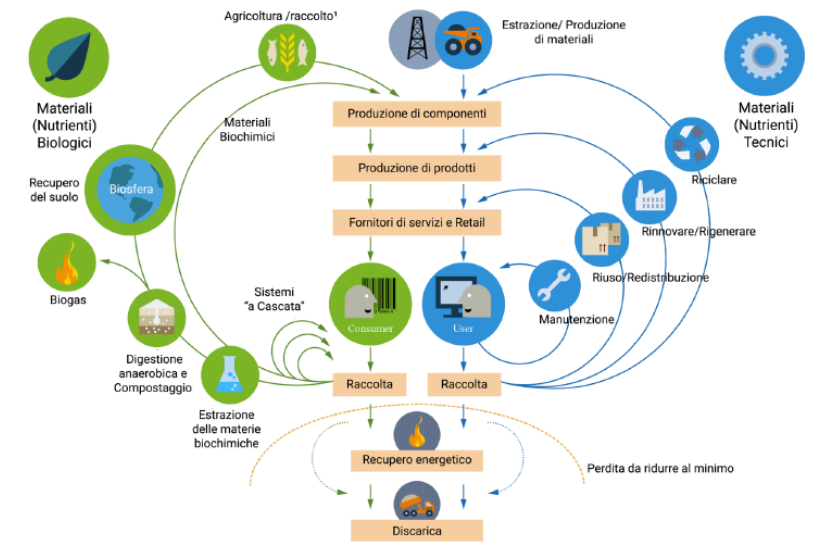 Agricoltura /raccolto¹
Estrazione/ Produzione
di materiali
Materiali
(Nutrienti)
Biologici
Materiali
(Nutrienti)
Tecnici
Produzione di componenti
Materiali
Biochimici
Produzione di prodotti
Riciclare
Recupero
del suolo
Biosfera
Fornitori di servizi e Retail
Rinnovare/Rigenerare
Riuso/Redistribuzione
Biogas
Sistemi
“a Cascata”
Consumer
User
Manutenzione
Digestione
anaerobica e
Compostaggio
Raccolta
Raccolta
Estrazione
delle materie
biochimiche
Recupero energetico
Perdita da ridurre al minimo
Discarica